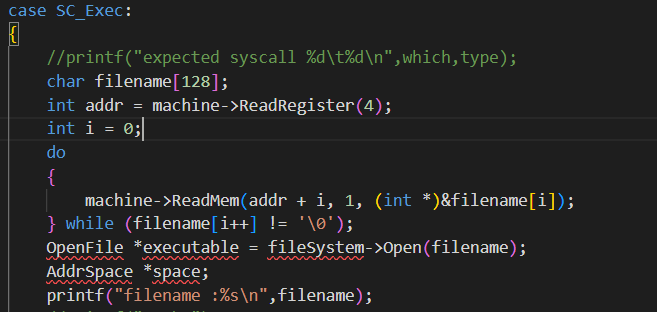 case SC_Exec:
{
//printf("expected syscall %d\t%d\n",which,type);
char filename[128];
int addr = machine->ReadRegister(4);
int i = 0;
do
{
machine->ReadMem(addr + i, 1, (int *)&filename[i]);
} while (filename[i++] != '\0');
OpenFile *executable = fileSystem->Open(filename);
AddrSpace *space;
printf("filename :%s\n",filename);